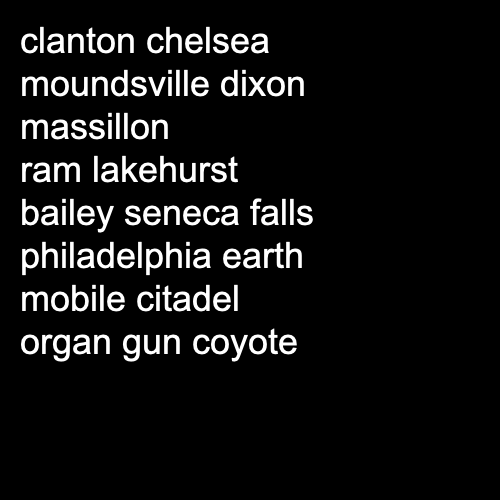 clanton chelsea
moundsville dixon
massillon
ram lakehurst
bailey seneca falls
philadelphia earth
mobile citadel
organ gun coyote